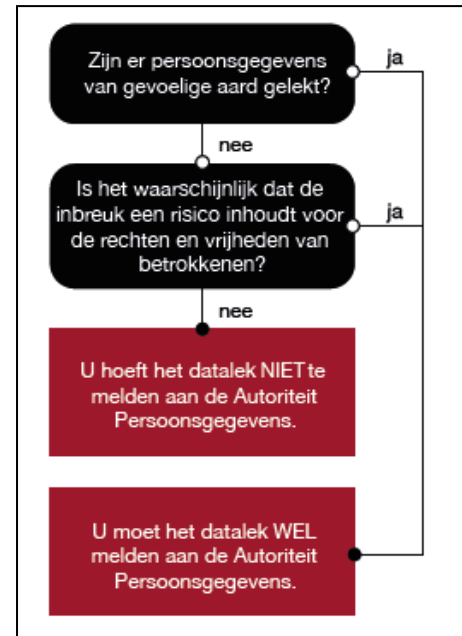 Zijn er persoonsgegevens
van gevoelige aard gelekt?
ja
nee
Is het waarschijnlijk dat de
inbreuk een risico inhoudt voor
de rechten en vrijheden van
betrokkenen?
ja
nee
U hoeft het datalek NIET te
melden aan de Autoriteit
Persoonsgegevens.
U moet het datalek WEL
melden aan de Autoriteit
Persoonsgegevens.